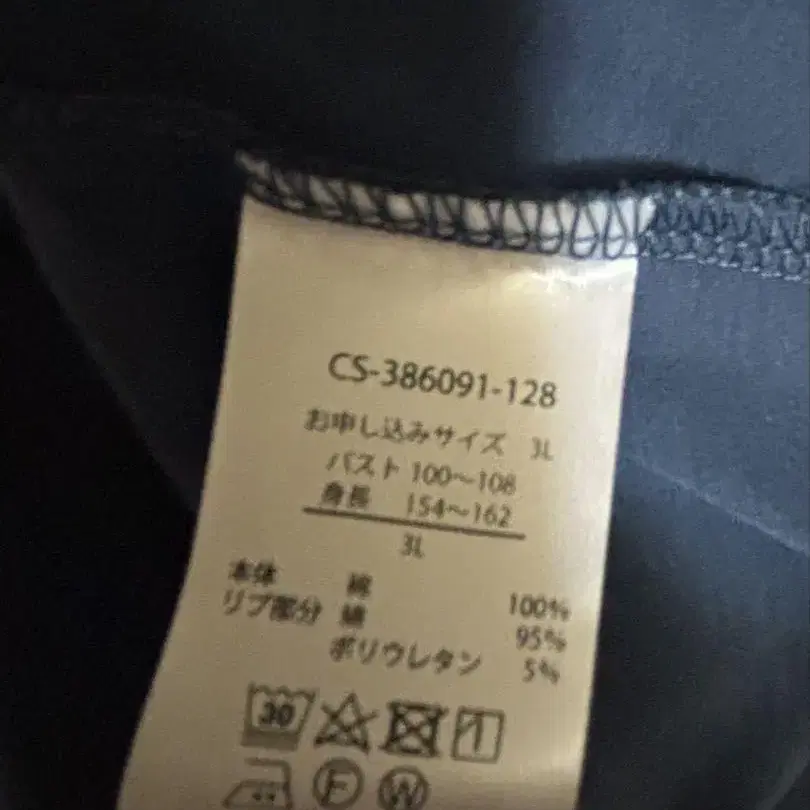 CS-386091-128
お申し込みサイズ 3L
バスト 100～108
身長 154～162
3L
本体 綿 100%
リブ部分 綿 95%
ポリウレタン 5%
30
F W